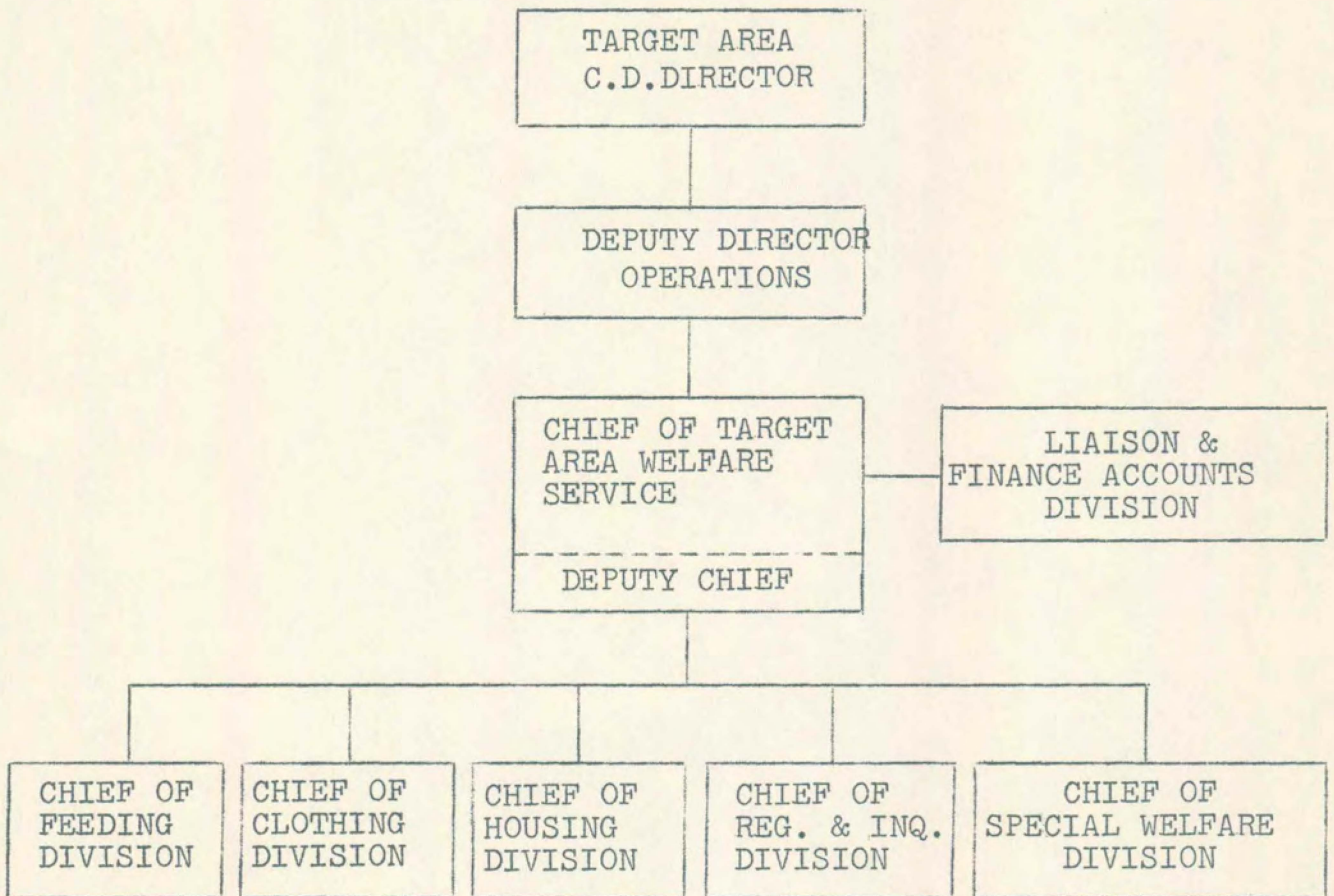 TARGET AREA
C.D.DIRECTOR
DEPUTY DIRECTOR
OPERATIONS
CHIEF OF TARGET
AREA WELFARE
SERVICE
DEPUTY CHIEF
LIAISON &
FINANCE ACCOUNTS
DIVISION
CHIEF OF
FEEDING
DIVISION
CHIEF OF
CLOTHING
DIVISION
CHIEF OF
HOUSING
DIVISION
CHIEF OF
REG. & INQ.
DIVISION
CHIEF OF
SPECIAL WELFARE
DIVISION